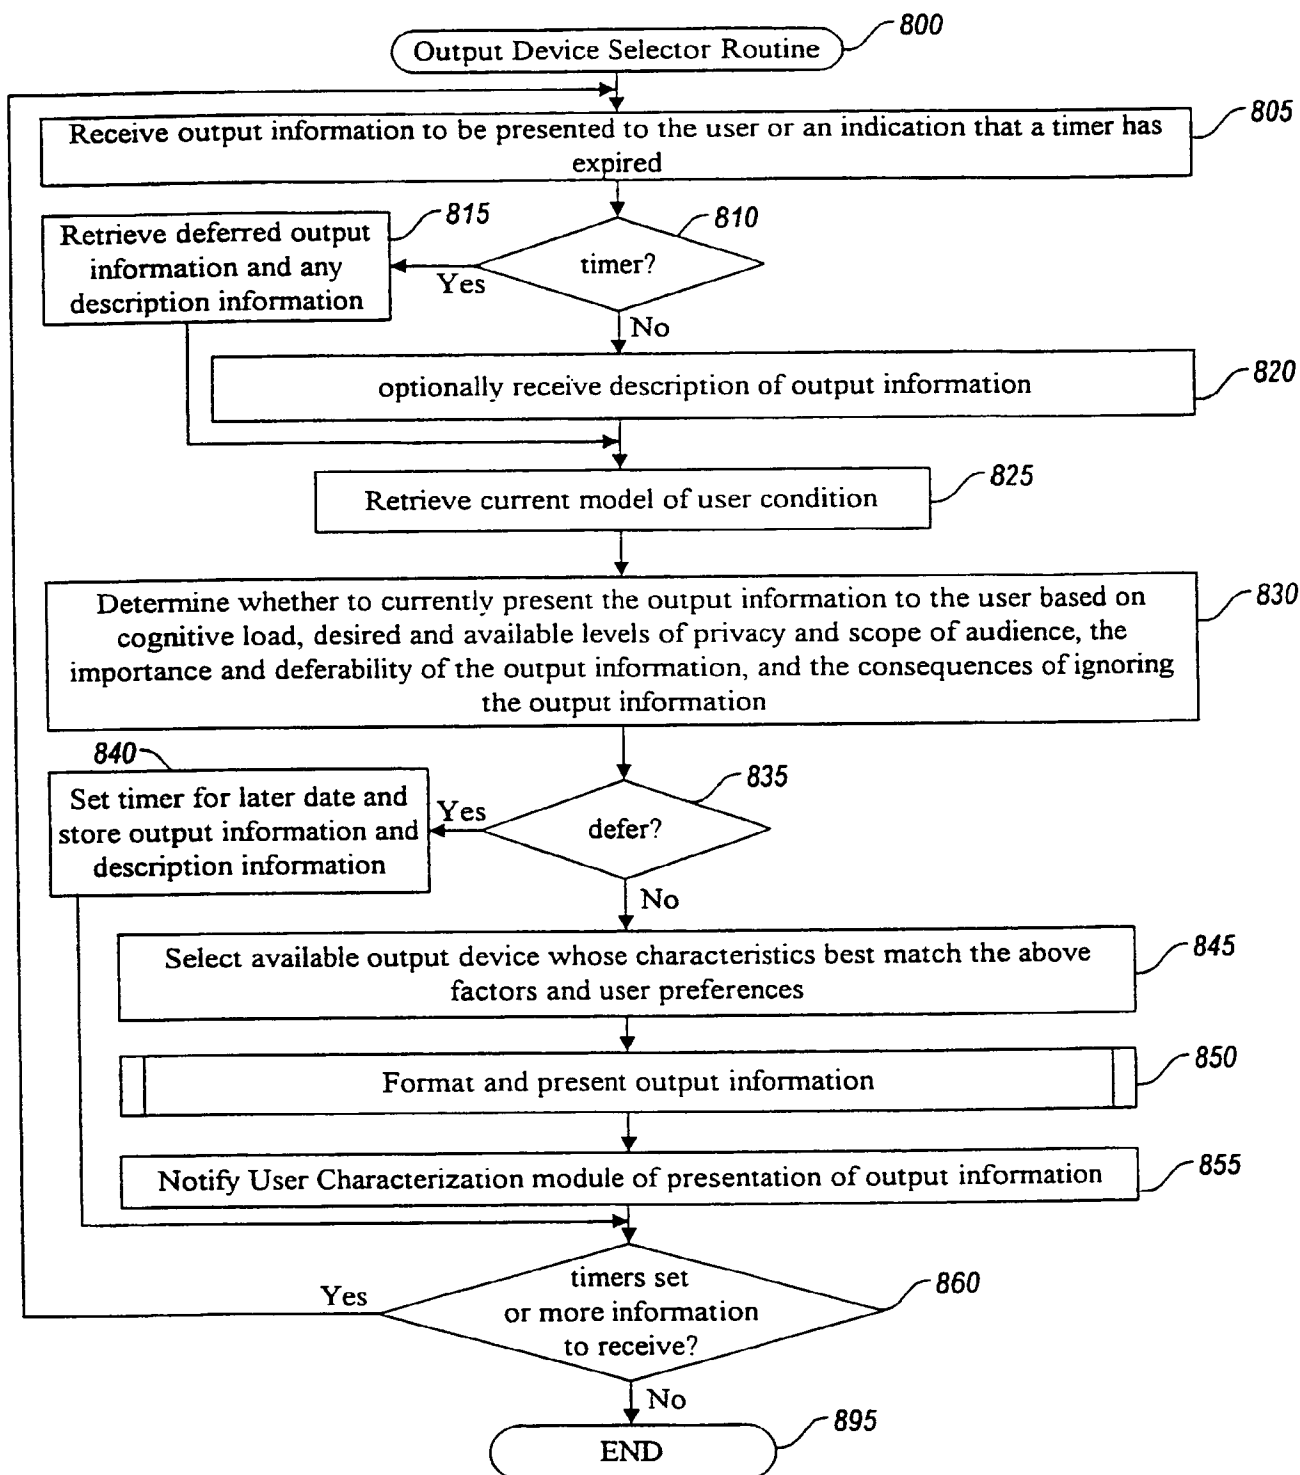 800
Output Device Selector Routine
805
Receive output information to be presented to the user or an indication that a timer has
expired
815
810
Retrieve deferred output
information and any
description information
timer?
Yes
No
820
optionally receive description of output information
825
Retrieve current model of user condition
830
Determine whether to currently present the output information to the user based on
cognitive load, desired and available levels of privacy and scope of audience, the
importance and deferability of the output information, and the consequences of ignoring
the output information
840
835
Set timer for later date and
store output information and
description information
Yes
defer?
No
845
Select available output device whose characteristics best match the above
factors and user preferences
850
Format and present output information
855
Notify User Characterization module of presentation of output information
860
Yes
timers set
or more information
to receive?
No
895
END